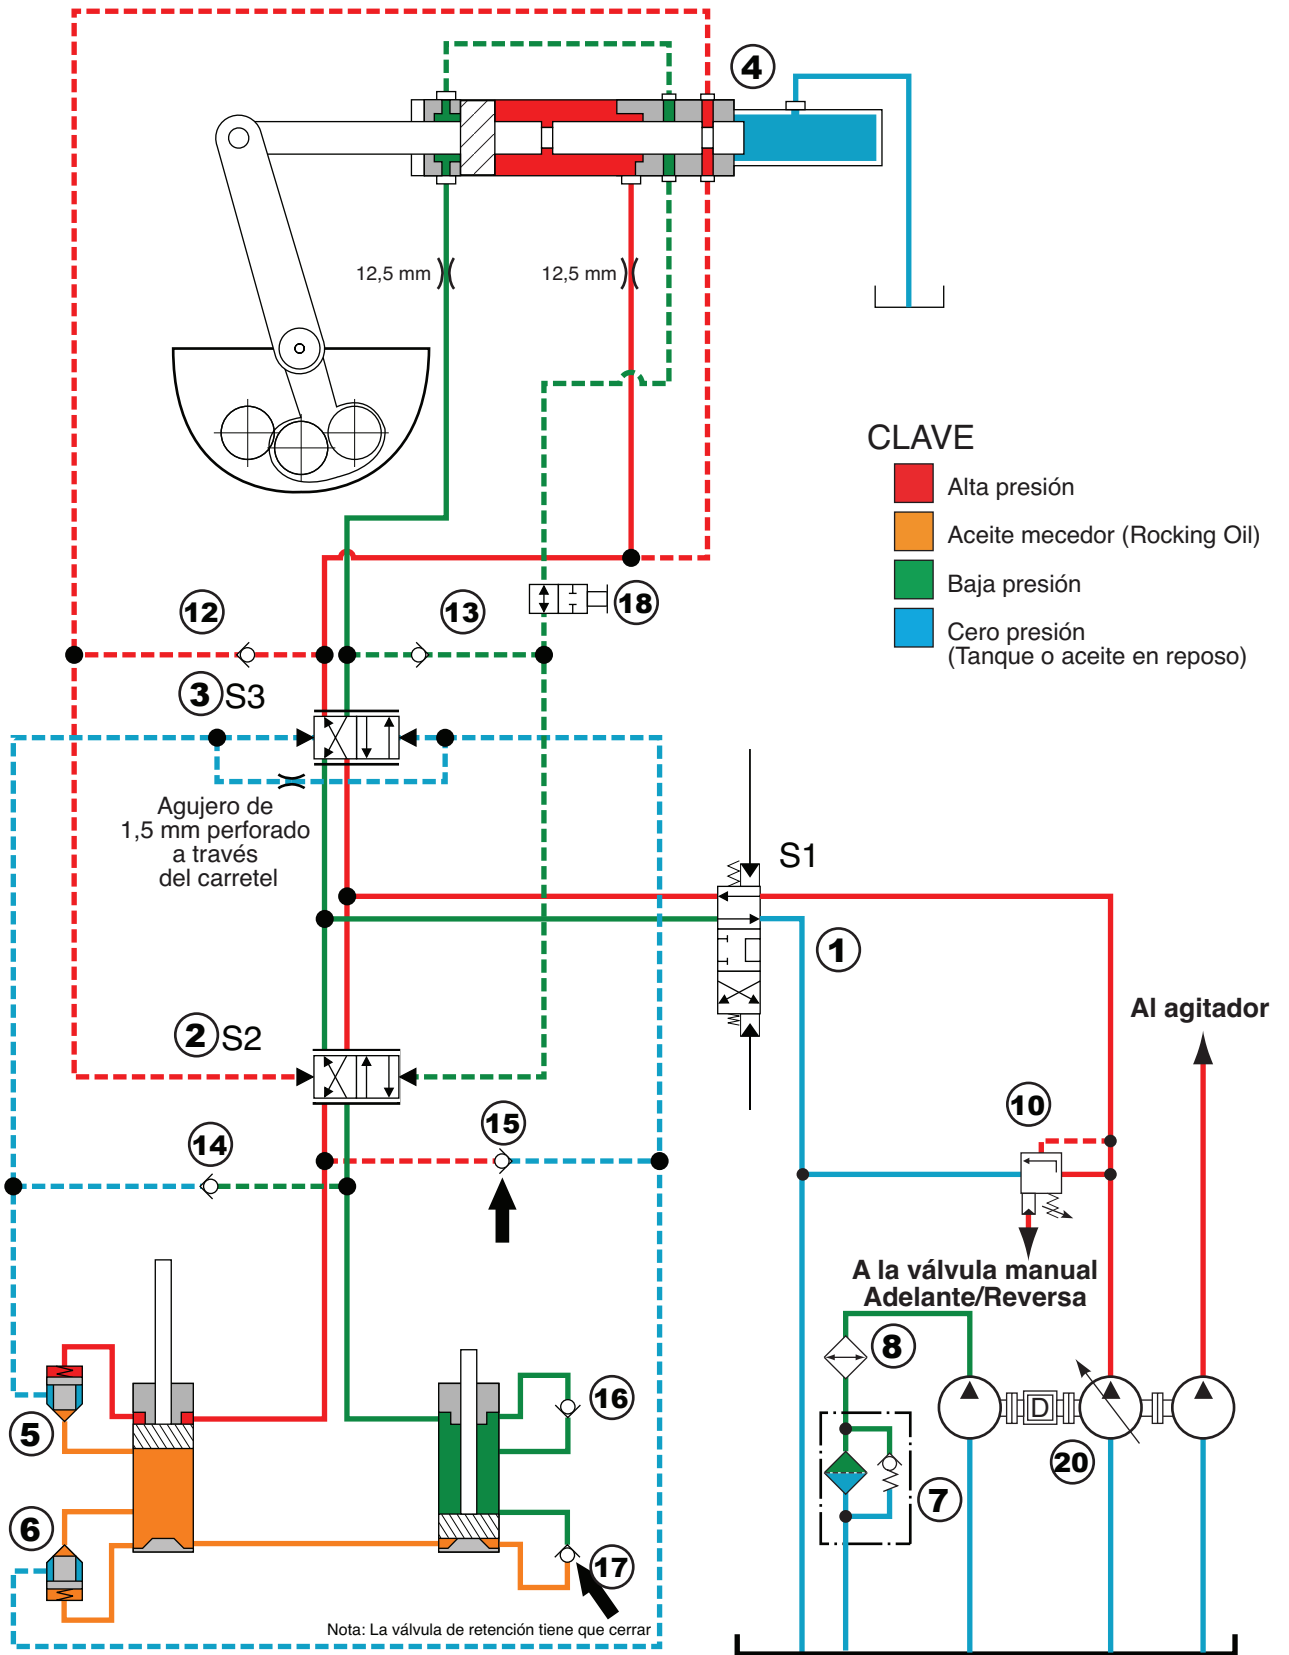 4
12,5 mm
12,5 mm
CLAVE
Alta presión
Aceite mecedor (Rocking Oil)
Baja presión
Cero presión
(Tanque o aceite en reposo)
18
12
13
3 S3
Agujero de
1,5 mm perforado
a través
del carretel
S1
1
Al agitador
2 S2
10
15
14
A la válvula manual
Adelante/Reversa
8
16
5
D
20
7
6
17
Nota: La válvula de retención tiene que cerrar